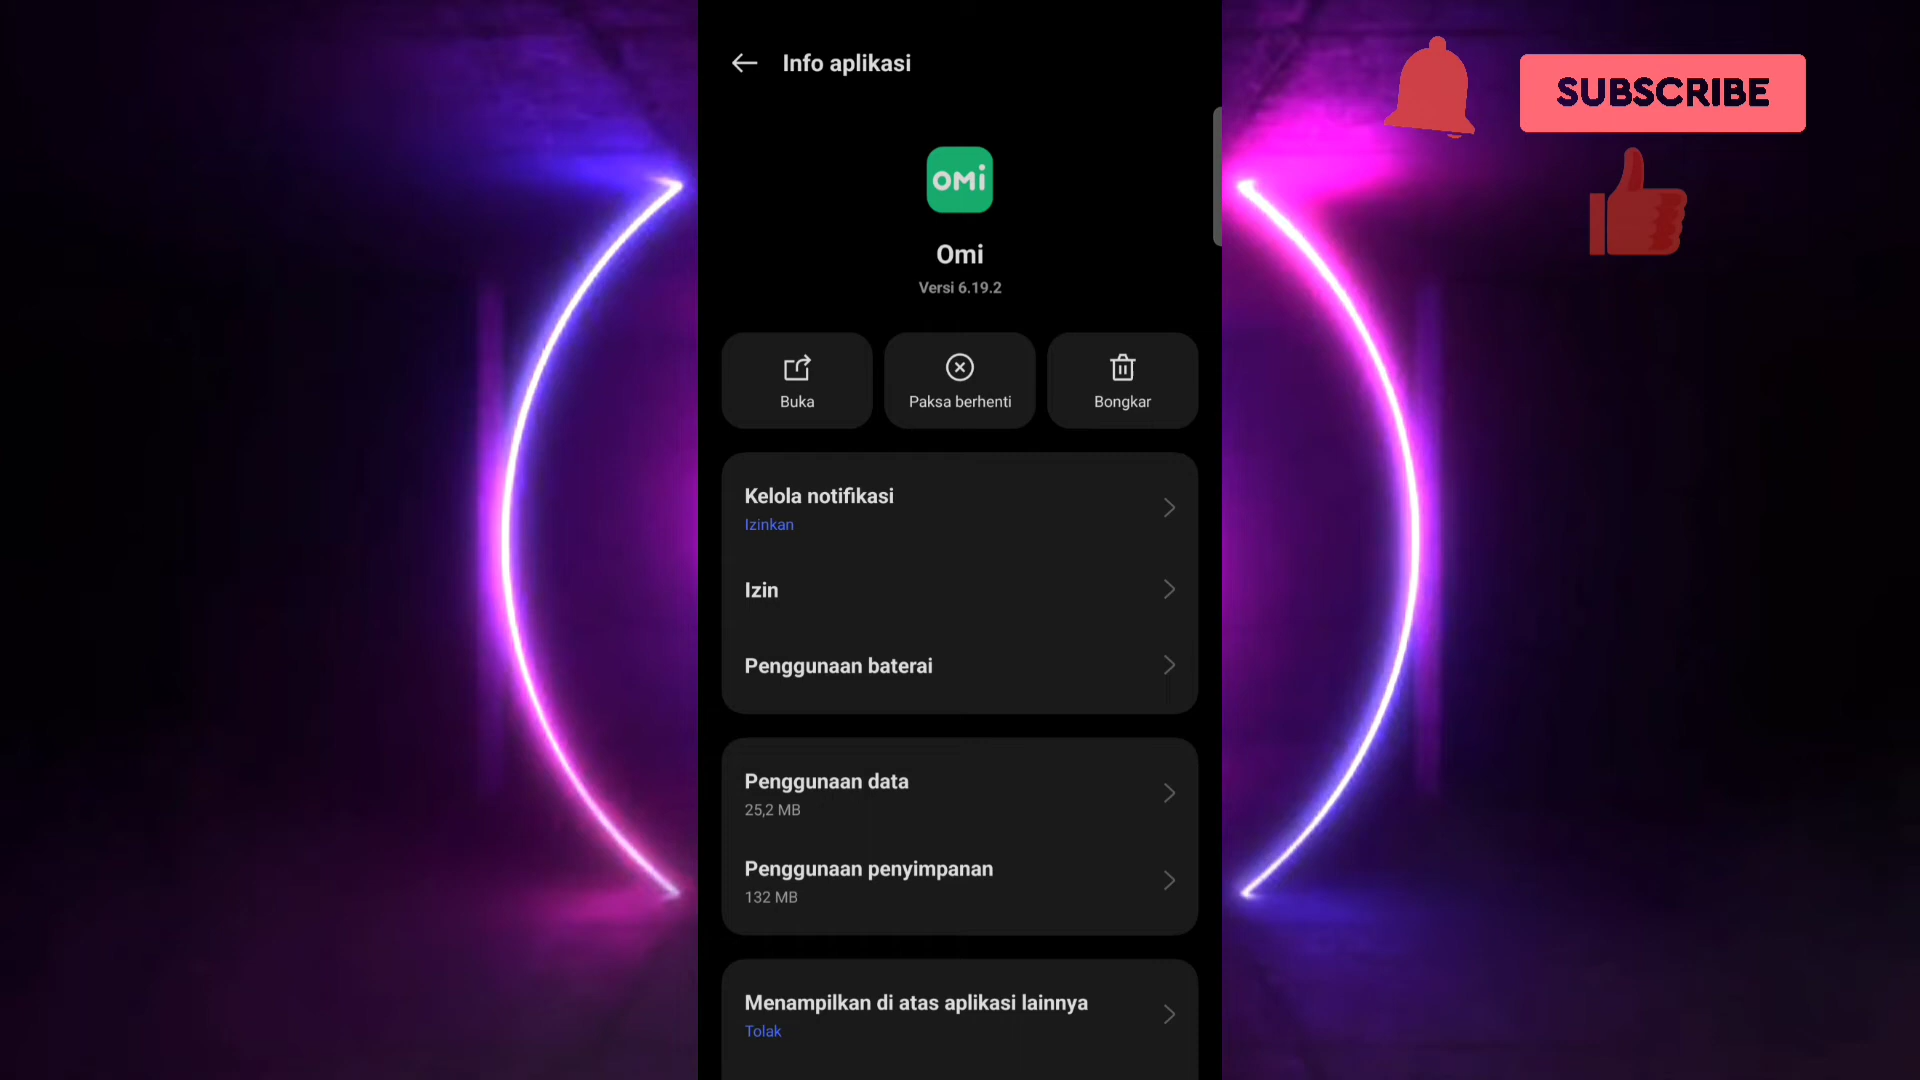 Info aplikasi
SUBSCRIBE
OMi
Omi
Versi 6.19.2
Buka
Paksa berhenti
Bongkar
Kelola notifikasi
Izinkan
Izin
Penggunaan baterai
Penggunaan data
25,2 MB
Penggunaan penyimpanan
132 MB
Menampilkan di atas aplikasi lainnya
Tolak